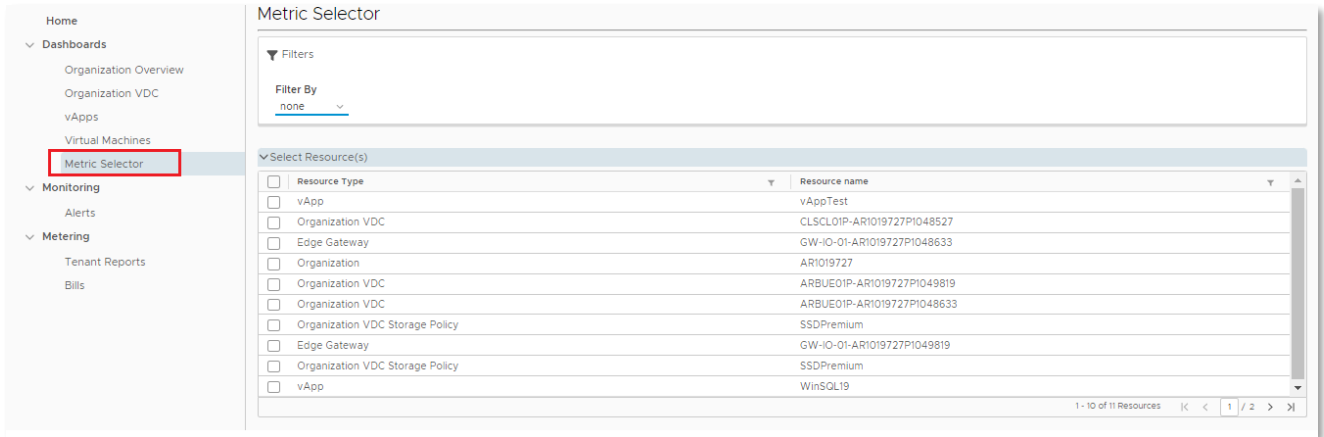 Home
Dashboards
Organization Overview
Organization VDC
vApps
Virtual Machines
Metric Selector
Monitoring
Alerts
Metering
Tenant Reports
Bills
Metric Selector
Filters
Filter By
none
Select Resource(s)
Resource Type Resource name
vApp vAppTest
Organization VDC CLSCL01P-AR1019727P1048527
Edge Gateway GW-IO-01-AR1019727P1048633
Organization AR1019727
Organization VDC ARBUE01P-AR1019727P1049819
Organization VDC ARBUE01P-AR1019727P1048633
Organization VDC Storage Policy SSDPremium
Edge Gateway GW-IO-01-AR1019727P1049819
Organization VDC Storage Policy SSDPremium
vApp WinSQL19
1 - 10 of 11 Resources 1 / 2